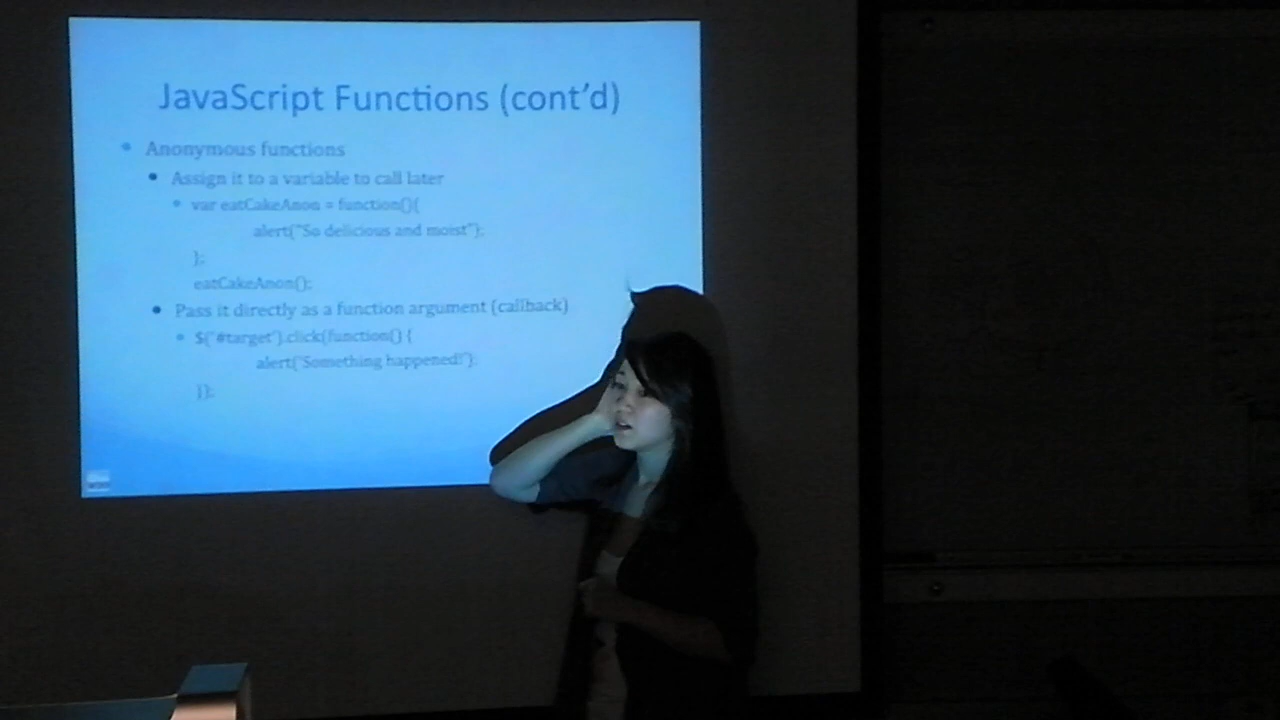 JavaScript Functions (cont'd)
Anonymous functions
Assign it to a variable to call later
var eatCakeAnon = function(){
alert("So delicious and moist");
};
eatCakeAnon();
Pass it directly as a function argument (callback)
$('#target').click(function() {
alert('Something happened!');
});